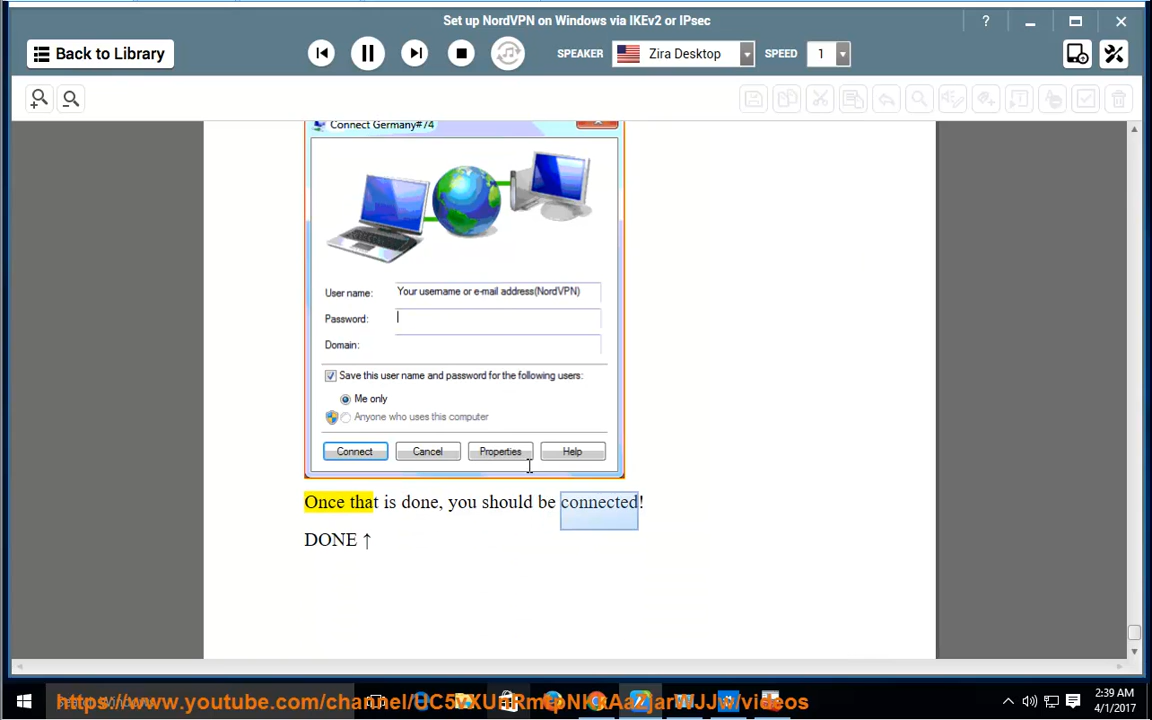 Set up NordVPN on Windows via IKEv2 or IPsec
?
Back to Library
SPEAKER
Zira Desktop
SPEED
1
Connect Germany#74
User name:
Your username or e-mail address(NordVPN)
Password:
Domain:
Save this user name and password for the following users:
Me only
Anyone who uses this computer
Connect
Cancel
Properties
Help
Once that is done, you should be connected!
DONE ↑
2:39 AM
4/1/2017